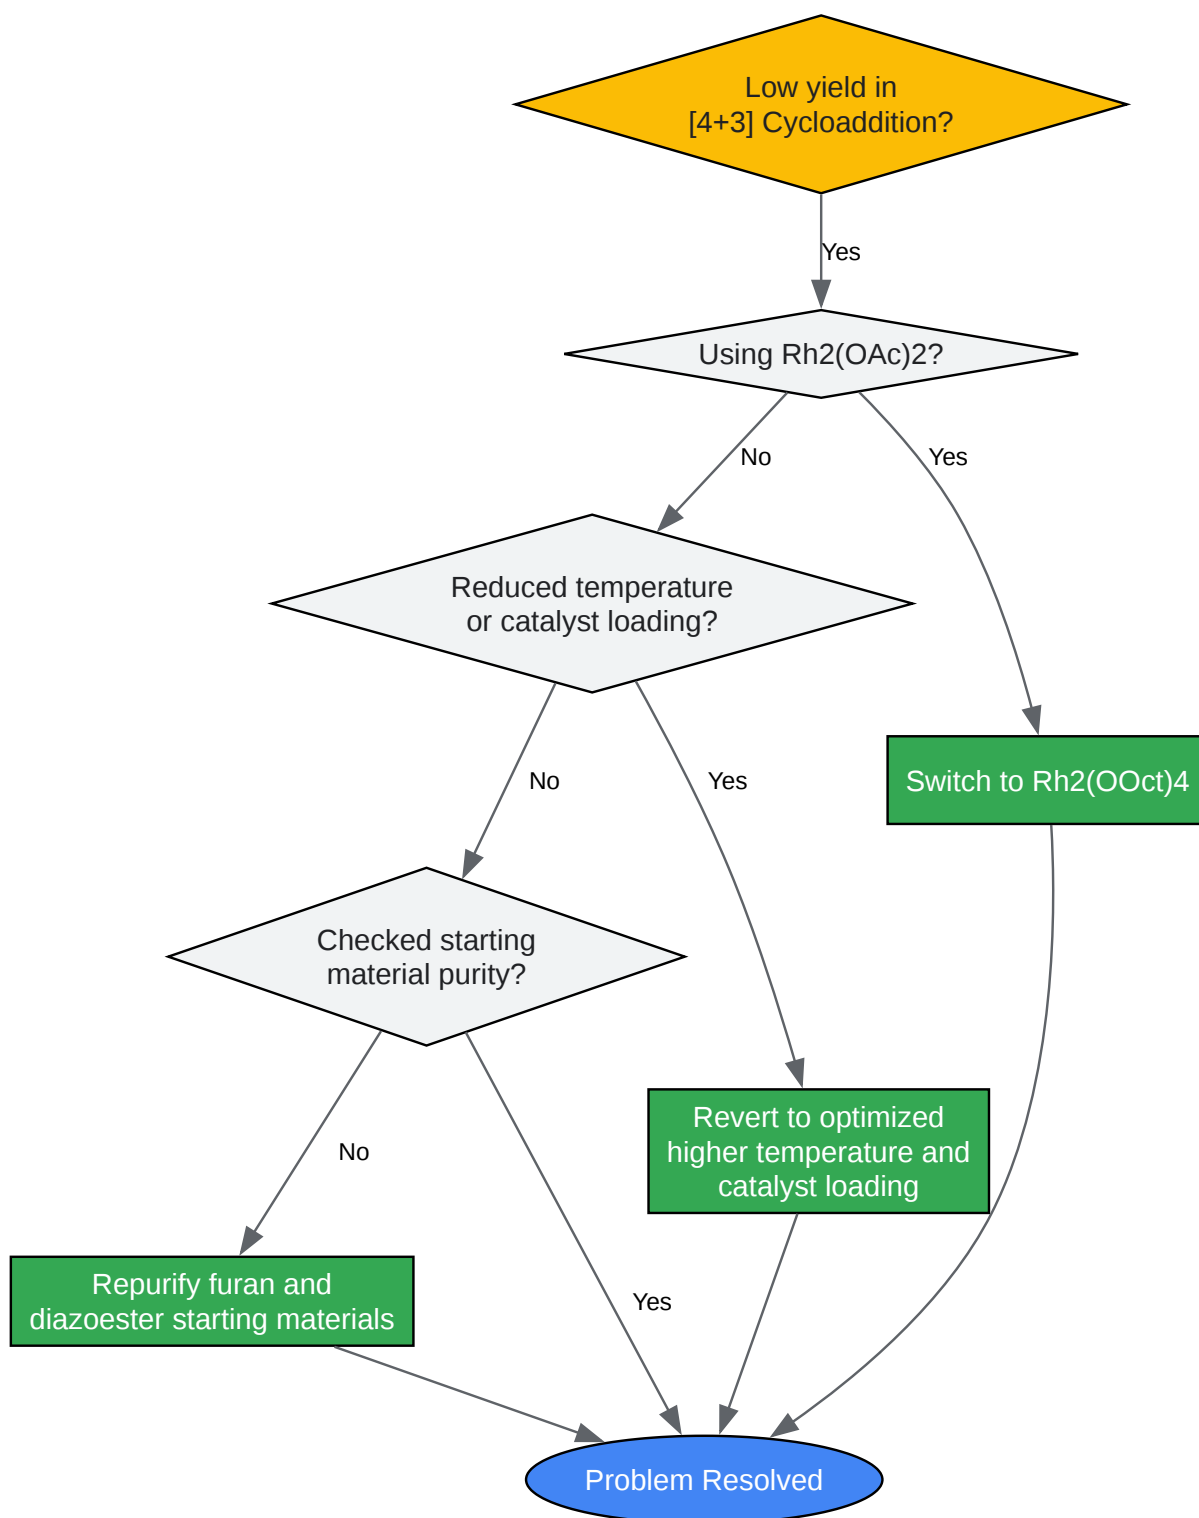 Low yield in
[4+3] Cycloaddition?
Yes
Using Rh2(OAc)2?
No
Yes
Reduced temperature
or catalyst loading?
No
Yes
Switch to Rh2(OOct)4
Checked starting
material purity?
No
Yes
Revert to optimized
higher temperature and
catalyst loading
Repurify furan and
diazoester starting materials
Problem Resolved